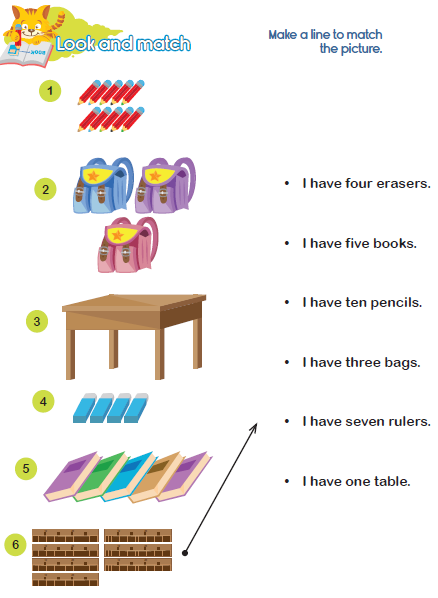 Look and match
Make a line to match
the picture.
1
2
3
4
5
6
• I have four erasers.
• I have five books.
• I have ten pencils.
• I have three bags.
• I have seven rulers.
• I have one table.